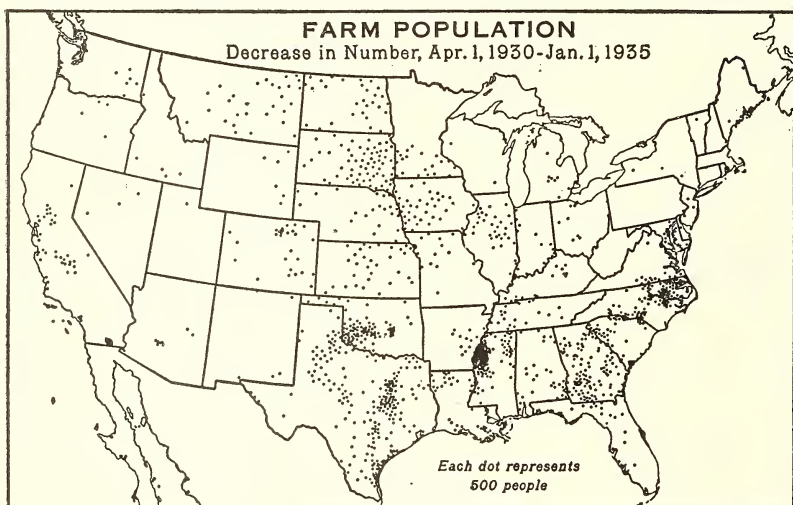 FARM POPULATION
Decrease in Number, Apr. 1, 1930-Jan. 1, 1935
Each dot represents
500 people